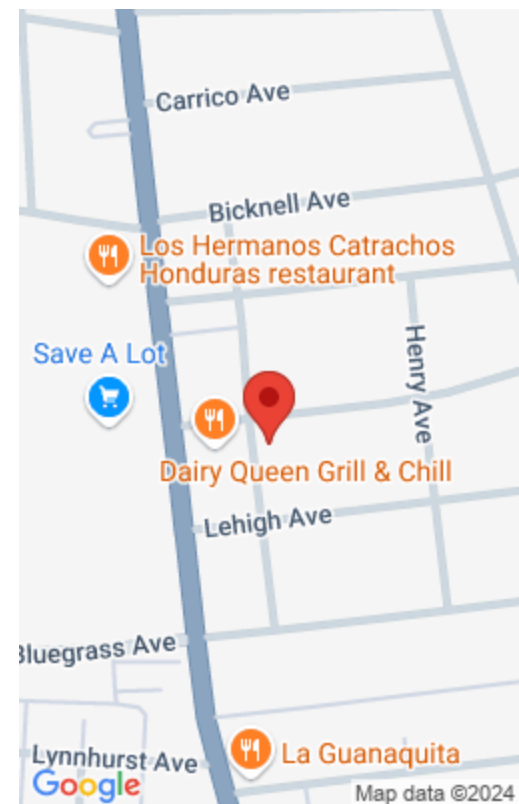 Carrico Ave
Bicknell Ave
Los Hermanos Catrachos
Honduras restaurant
Henry Ave
Save A Lot
Dairy Queen Grill & Chill
Lehigh Ave
Bluegrass Ave
Lynnhurst Ave
La Guanaquita
Google
Map data ©2024